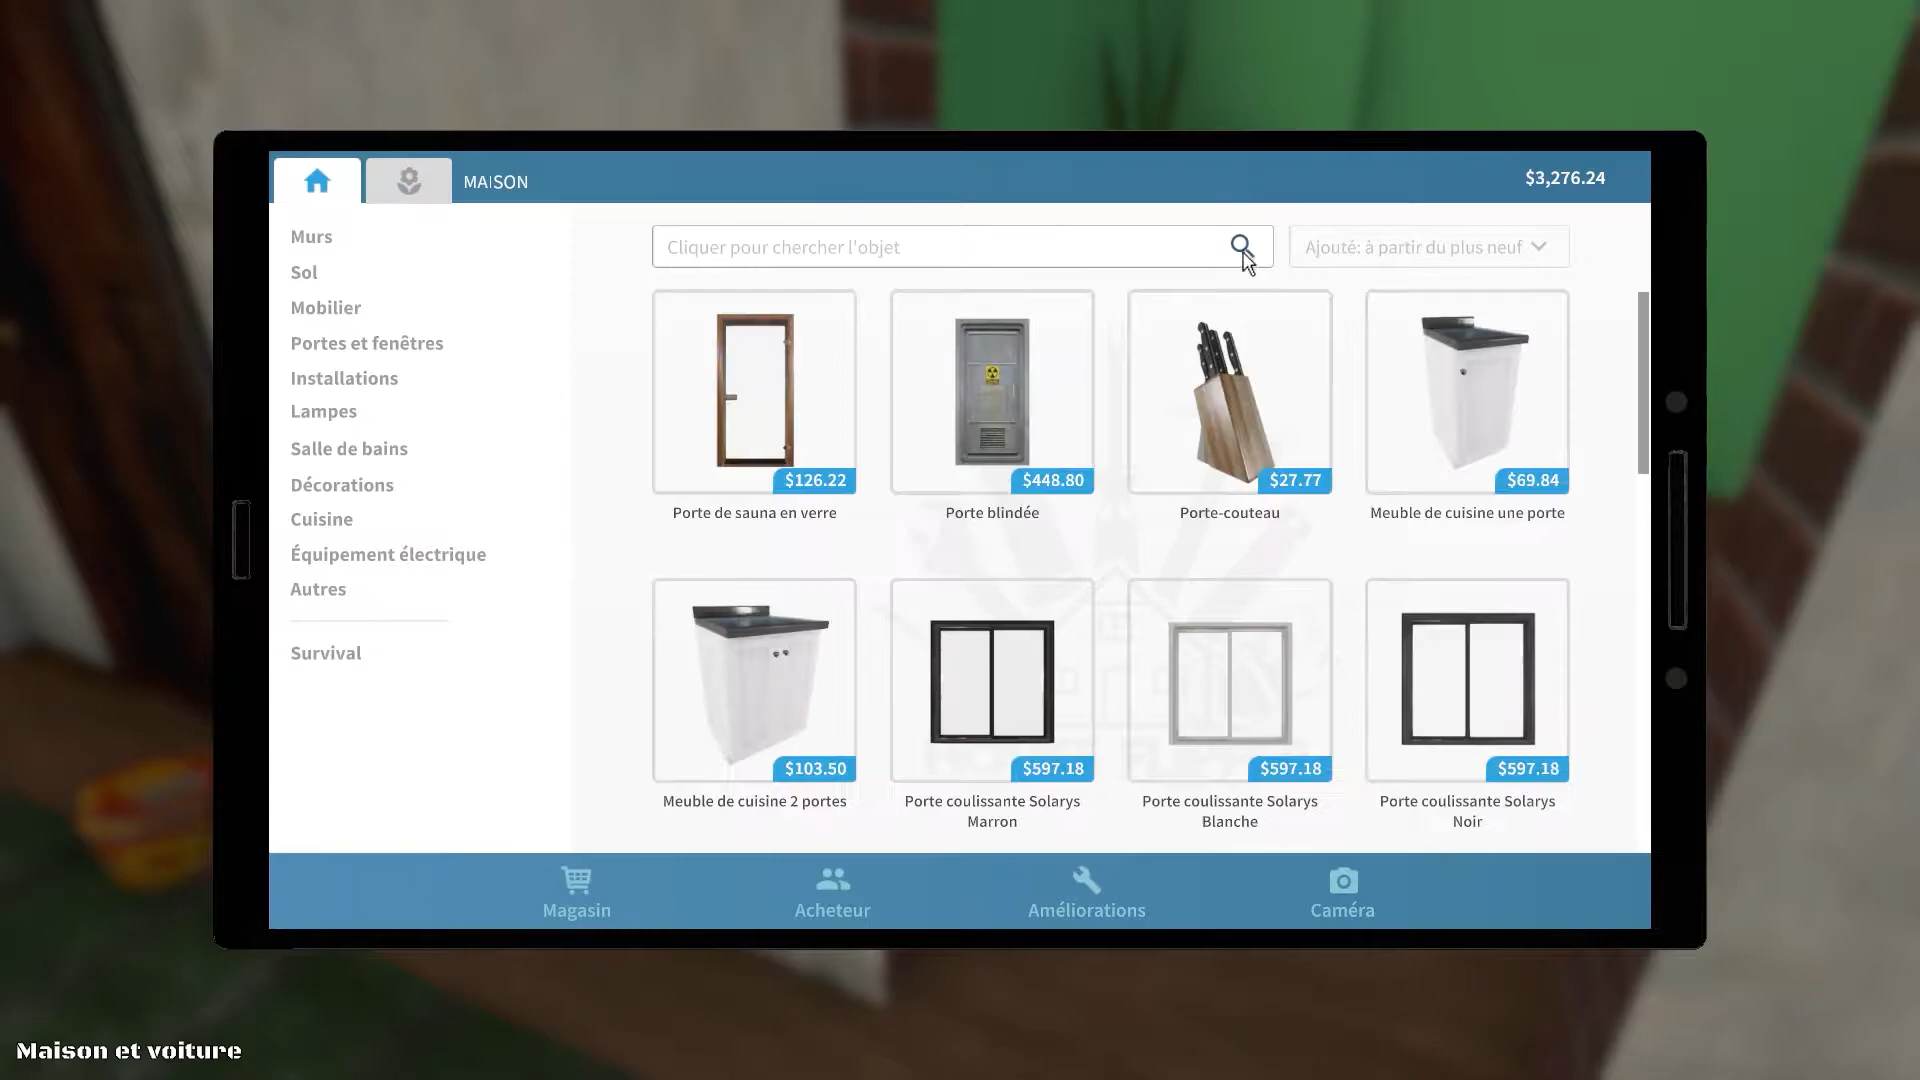 MAISON
$3,276.24
Murs
Sol
Mobilier
Portes et fenêtres
Installations
Lampes
Salle de bains
Décorations
Cuisine
Équipement électrique
Autres
Survival
Cliquer pour chercher l'objet
Ajouté: à partir du plus neuf
$126.22
$448.80
$27.77
$69.84
Porte de sauna en verre
Porte blindée
Porte-couteau
Meuble de cuisine une porte
$103.50
$597.18
$597.18
$597.18
Meuble de cuisine 2 portes
Porte coulissante Solarys
Marron
Porte coulissante Solarys
Blanche
Porte coulissante Solarys
Noir
Magasin
Acheteur
Améliorations
Caméra
Maison et voiture